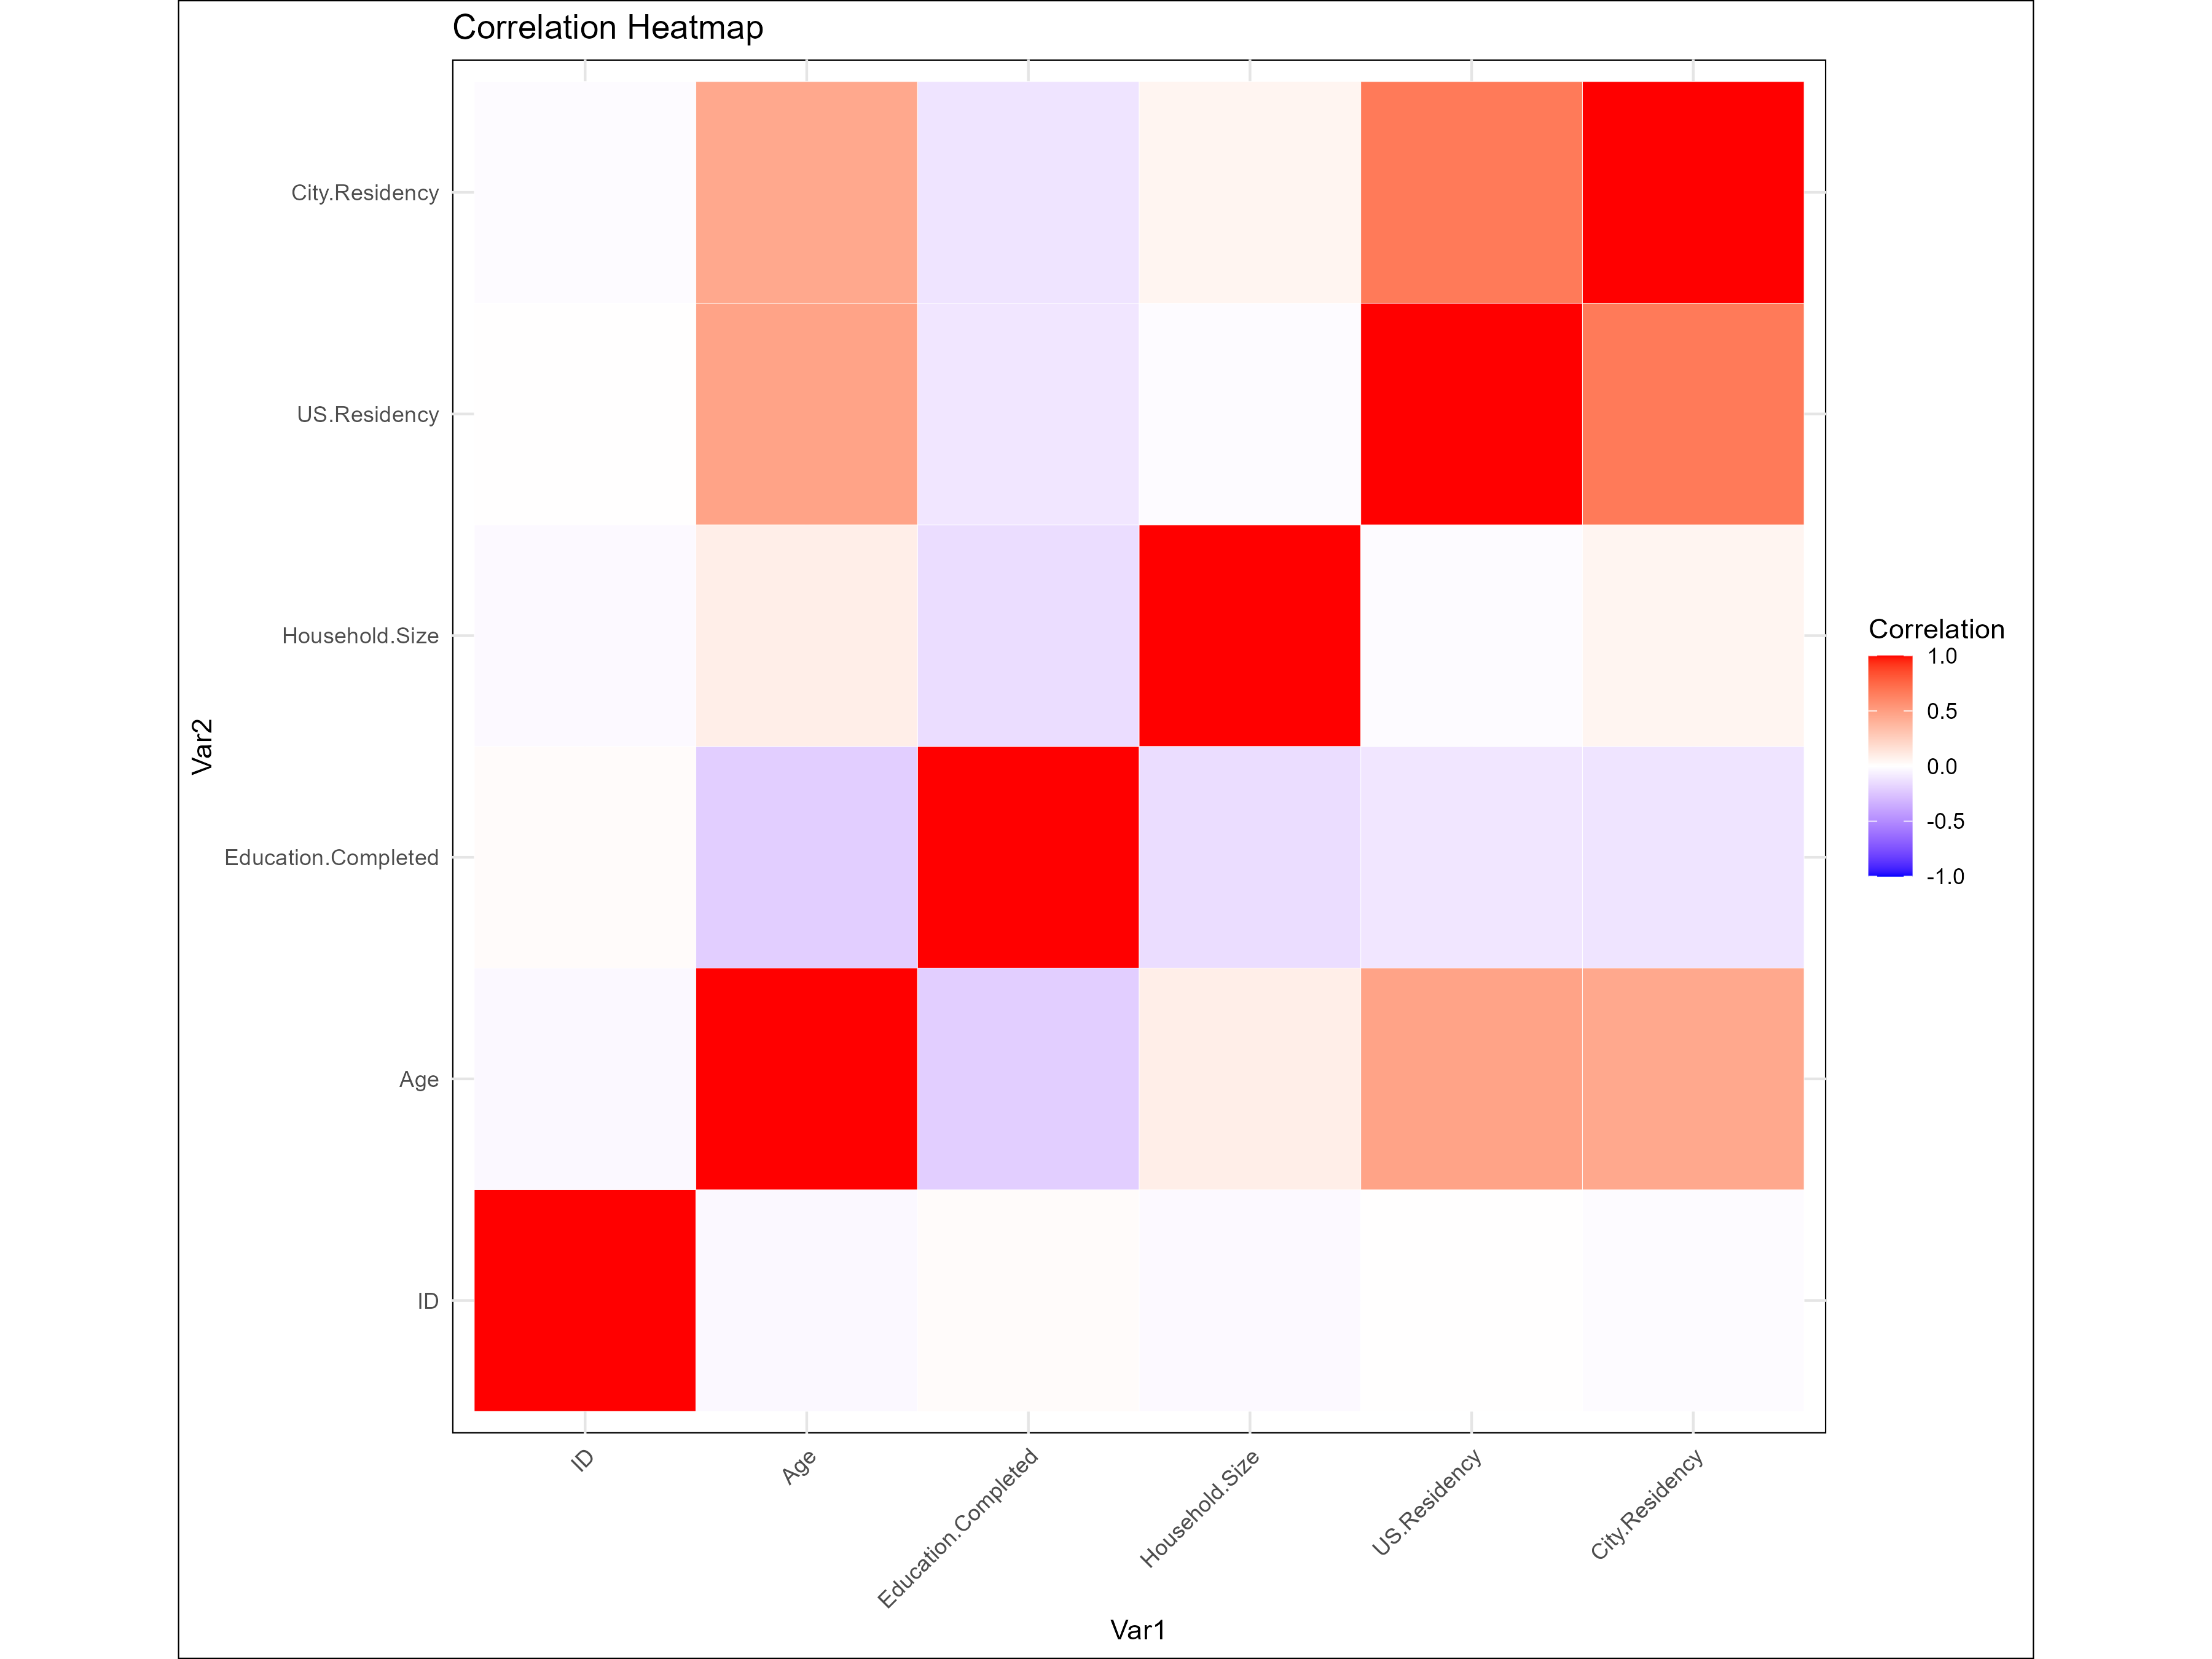 Correlation Heatmap
City.Residency
US.Residency
Household.Size
Education.Completed
Age
ID
Var2
ID
Age
Education.Completed
Household.Size
US.Residency
City.Residency
Var1
Correlation
1.0
0.5
0.0
-0.5
-1.0